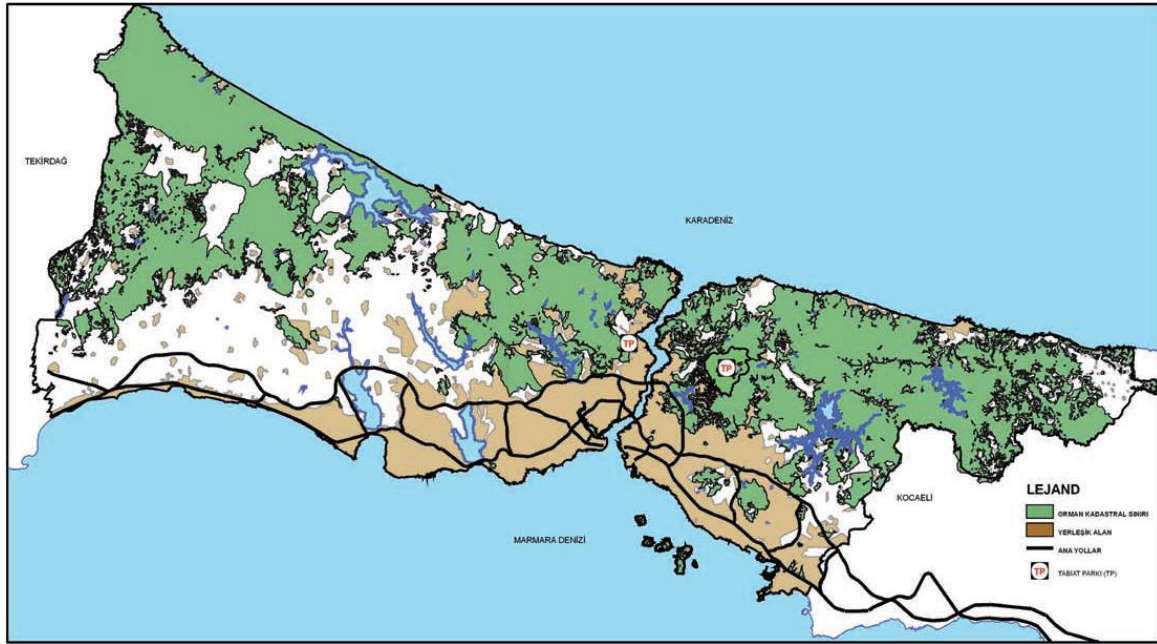 TEKİRDAĞ
KARADENİZ
TP
TP
KOCAELİ
MARMARA DENİZİ
LEJAND
ORMAN KADASTRAL SINIRI
YERLEŞİK ALAN
ANA YOLLAR
TP TABİAT PARKI (TP)